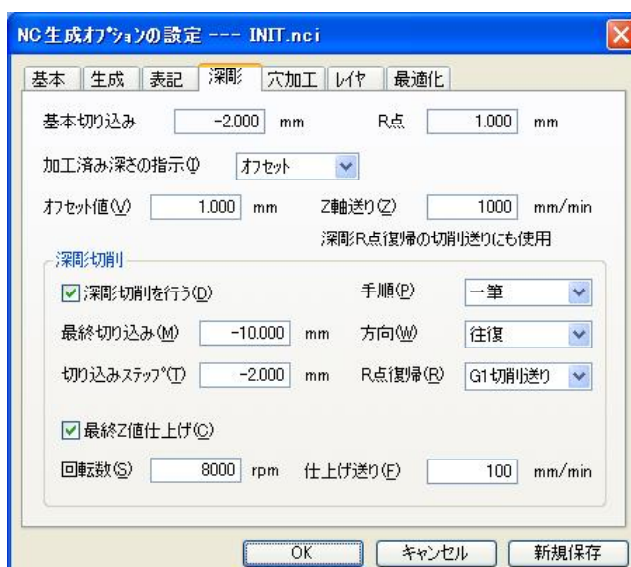 NC生成オプションの設定 --- INIT.nci
基本 生成 表記 深彫 穴加工 レイヤ 最適化
基本切り込み -2.000 mm R点 1.000 mm
加工済み深さの指示(I) オフセット
オフセット値(V) 1.000 mm Z軸送り(Z) 1000 mm/min
深彫R点復帰の切削送りにも使用
深彫切削
深彫切削を行う(D) 手順(P) 一筆
最終切り込み(M) -10.000 mm 方向(W) 往復
切り込みステップ(T) -2.000 mm R点復帰(R) G1切削送り
最終Z値仕上げ(C)
回転数(S) 8000 rpm 仕上げ送り(F) 100 mm/min
OK キャンセル 新規保存